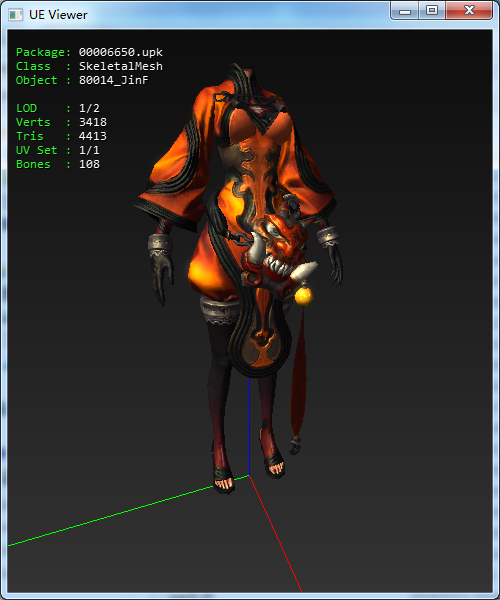 UE Viewer
Package: 00006650.upk
Class  : SkeletalMesh
Object : 80014_JinF
LOD    : 1/2
Verts  : 3418
Tris   : 4413
UV Set : 1/1
Bones  : 108